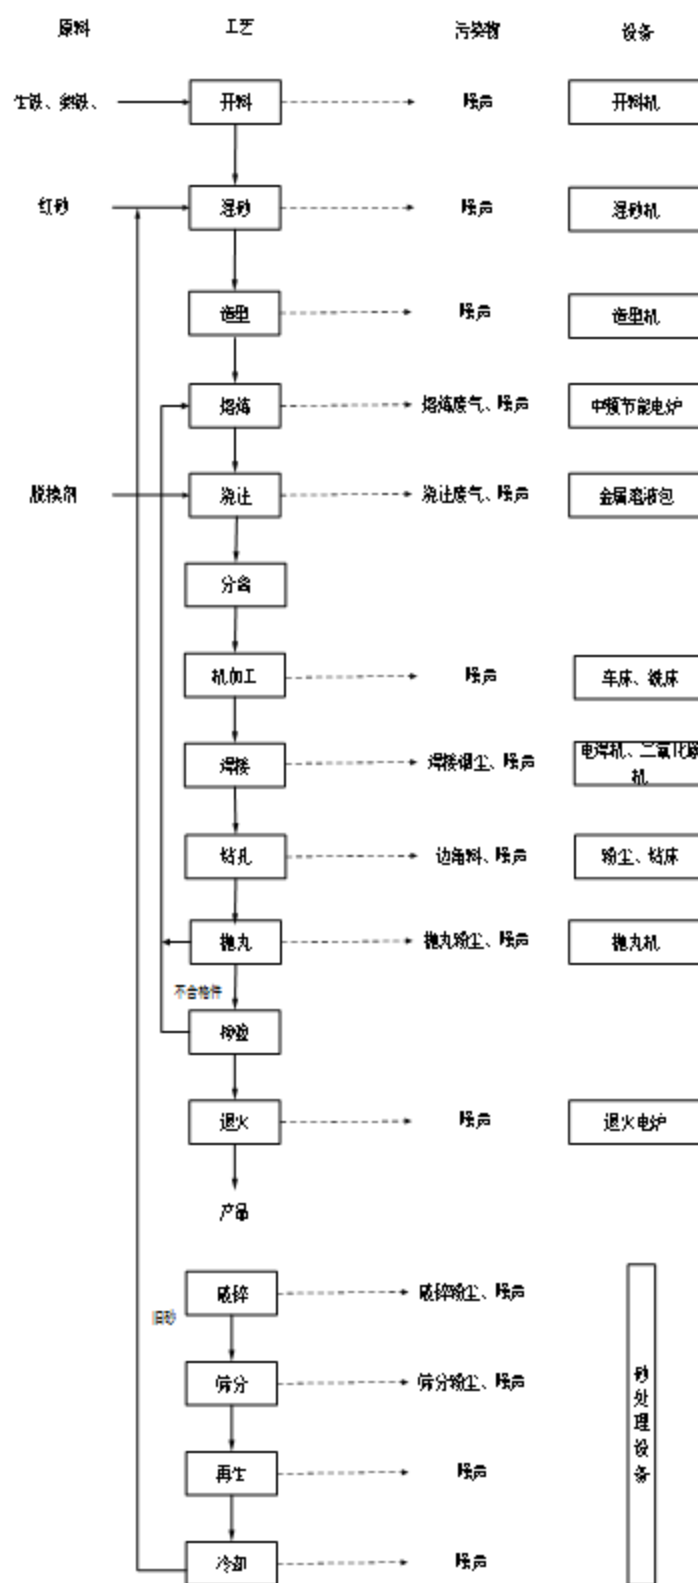 原料 工艺 污染物 设备
生铁、 开料 噪声 开料机
红砂 混砂 噪声 混砂机
造型 噪声 造型机
熔炼 熔炼废气、噪声 中频节能电炉
浇注 浇注废气、噪声 金属溶液包
分离
机加工 噪声 车床、铣床
焊接 焊接烟尘、噪声 电焊机、二氧化碳
机
钻孔 边角料、噪声 粉尘、钻床
抛丸 抛丸粉尘、噪声 抛丸机
不合格件
检验
退火 噪声 退火电炉
产品
破碎 破碎粉尘、噪声
旧砂
筛分 筛分粉尘、噪声
砂处理设备
再生 噪声
冷却 噪声